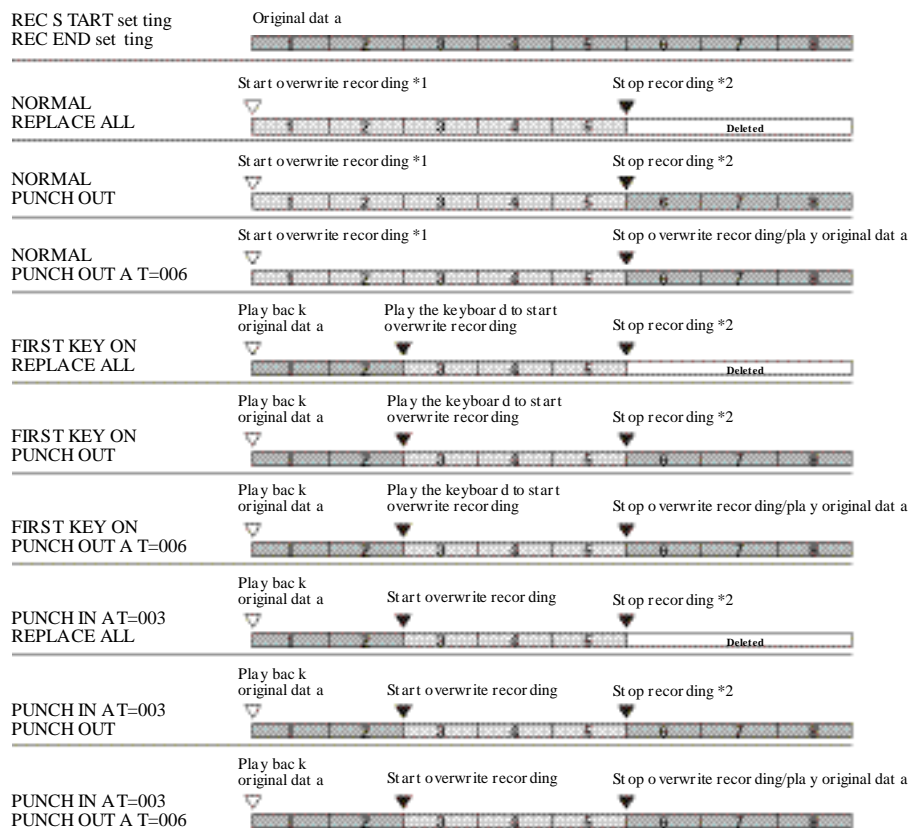 REC START setting
Original data
REC END setting
1 2 3 4 5 6 7 8
Start overwrite recording *1
Stop recording *2
NORMAL
REPLACE ALL
1 2 3 4 5 Deleted
Start overwrite recording *1
Stop recording *2
NORMAL
PUNCH OUT
1 2 3 4 5 6 7 8
Start overwrite recording *1
Stop overwrite recording/play original data
NORMAL
PUNCH OUT AT=006
1 2 3 4 5 6 7 8
Play back
original data
Play the keyboard to start
overwrite recording
Stop recording *2
FIRST KEY ON
REPLACE ALL
1 2 3 4 5 Deleted
Play back
original data
Play the keyboard to start
overwrite recording
Stop recording *2
FIRST KEY ON
PUNCH OUT
1 2 3 4 5 6 7 8
Play back
original data
Play the keyboard to start
overwrite recording
Stop overwrite recording/play original data
FIRST KEY ON
PUNCH OUT AT=006
1 2 3 4 5 6 7 8
Play back
original data
Start overwrite recording
Stop recording *2
PUNCH IN AT=003
REPLACE ALL
1 2 3 4 5 Deleted
Play back
original data
Start overwrite recording
Stop recording *2
PUNCH IN AT=003
PUNCH OUT
1 2 3 4 5 6 7 8
Play back
original data
Start overwrite recording
Stop overwrite recording/play original data
PUNCH IN AT=003
PUNCH OUT AT=006
1 2 3 4 5 6 7 8